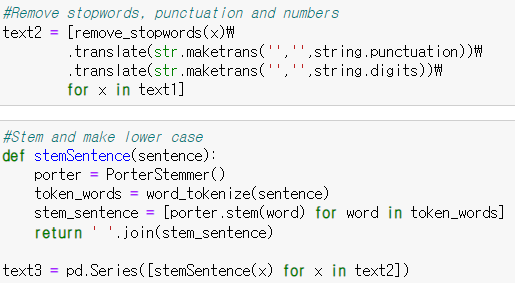 #Remove stopwords, punctuation and numbers
text2 = [remove_stopwords(x)₩
.translate(str.maketrans('','',string.punctuation))₩
.translate(str.maketrans('','',string.digits))₩
for x in text1]
#Stem and make lower case
def stemSentence(sentence):
porter = PorterStemmer()
token_words = word_tokenize(sentence)
stem_sentence = [porter.stem(word) for word in token_words]
return ' '.join(stem_sentence)
text3 = pd.Series([stemSentence(x) for x in text2])